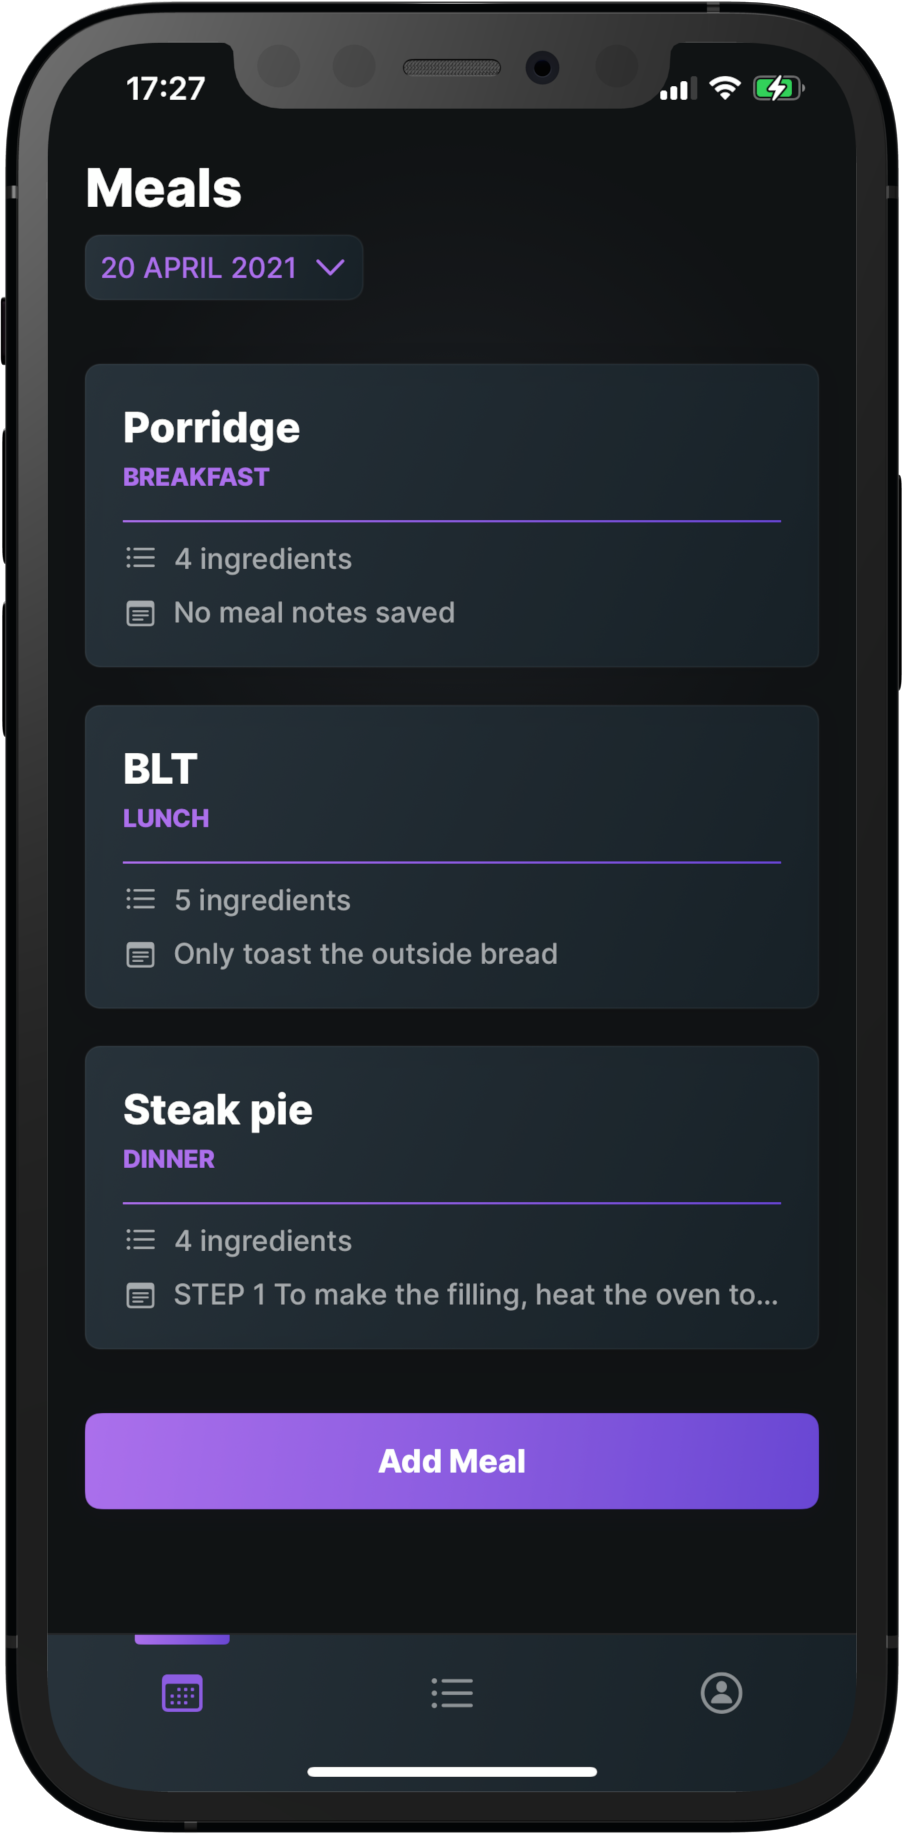 17:27
Meals
20 APRIL 2021
Porridge
BREAKFAST
4 ingredients
No meal notes saved
BLT
LUNCH
5 ingredients
Only toast the outside bread
Steak pie
DINNER
4 ingredients
STEP 1 To make the filling, heat the oven to...
Add Meal